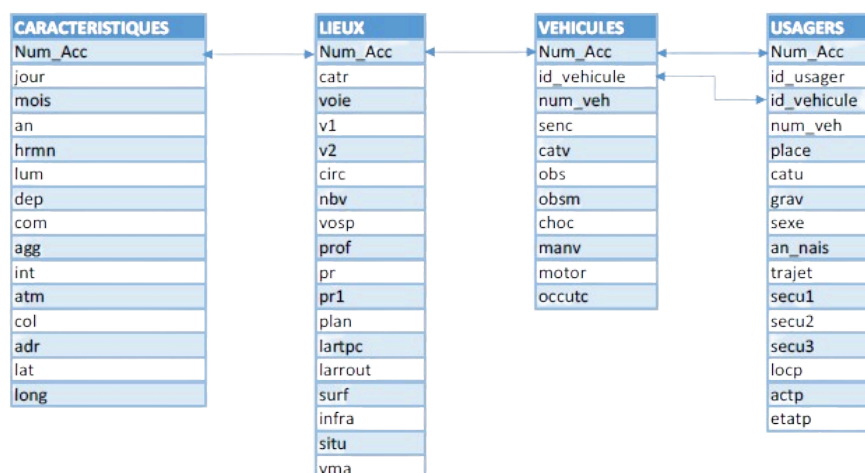 CARACTERISTIQUES
Num_Acc
jour
mois
an
hrmn
lum
dep
com
agg
int
atm
col
adr
lat
long
LIEUX
Num_Acc
catr
voie
v1
v2
circ
nbv
vosp
prof
pr
pr1
plan
lartpc
larrout
surf
infra
situ
vma
VEHICULES
Num_Acc
id_vehicule
num_veh
senc
catv
obs
obsm
choc
manv
motor
occutc
USAGERS
Num_Acc
id_usager
id_vehicule
num_veh
place
catu
grav
sexe
an_nais
trajet
secu1
secu2
secu3
locp
actp
etatp